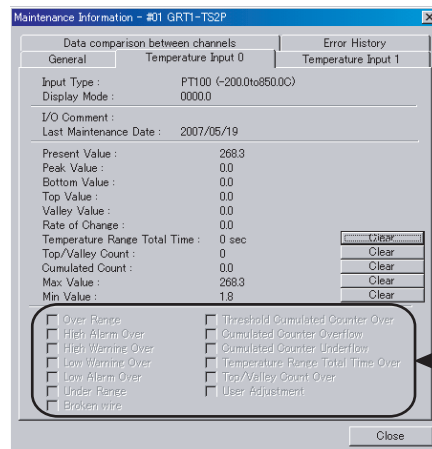 Maintenance Information - #01 GRT1-TS2P
Data comparison between channels Error History
General Temperature Input 0 Temperature Input 1
Input Type : PT100 (-200.0to850.0C)
Display Mode : 0000.0
I/O Comment :
Last Maintenance Date : 2007/05/19
Present Value : 268.3
Peak Value : 0.0
Bottom Value : 0.0
Top Value : 0.0
Valley Value : 0.0
Rate of Change : 0.0
Temperature Range Total Time : 0 sec Clear
Top/Valley Count : 0 Clear
Cumulated Count : 0.0 Clear
Max Value : 268.3 Clear
Min Value : 1.8 Clear
Over Range Threshold Cumulated Counter Over
High Alarm Over Cumulated Counter Overflow
High Warning Over Cumulated Counter Underflow
Low Warning Over Temperature Range Total Time Over
Low Alarm Over Top/Valley Count Over
Under Range User Adjustment
Broken wire
Close